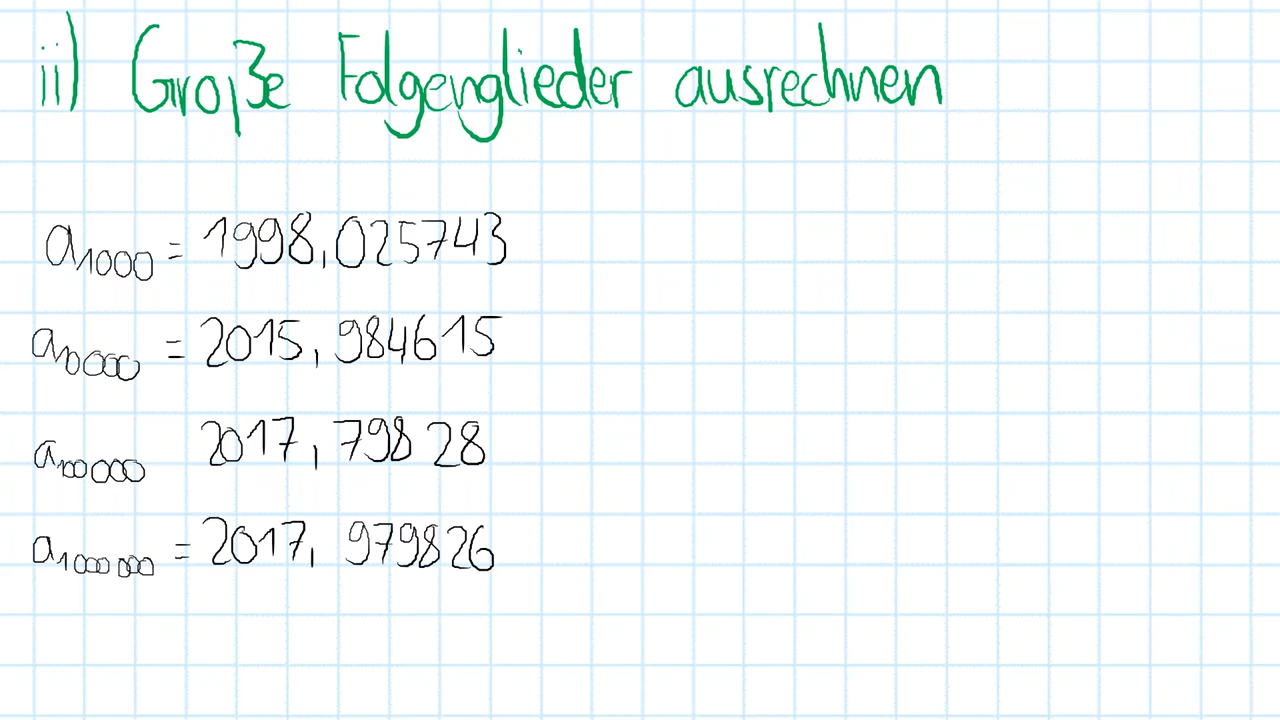 ii) Große Folgenglieder ausrechnen
a1000 = 1998,025743
a10000 = 2015,984615
a100000 2017,79828
a1000000 = 2017,979826